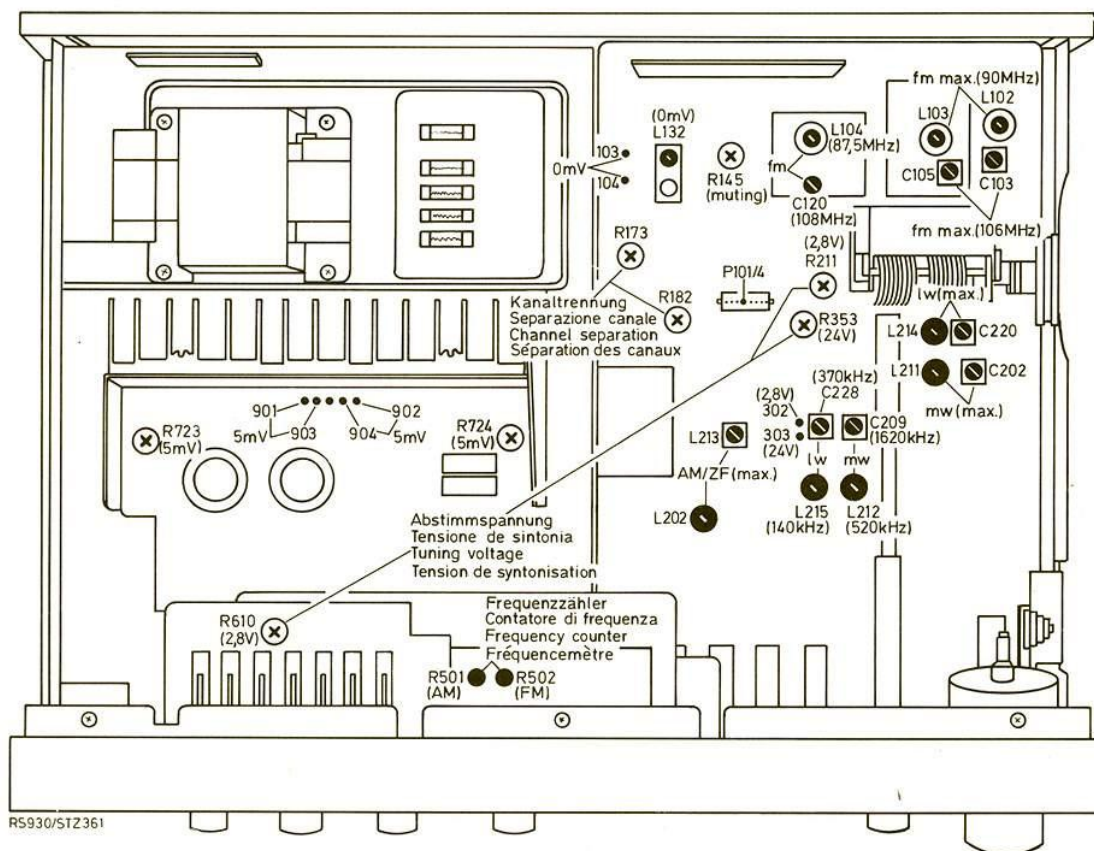 fm max.(90MHz)
L103
L102
C105
C103
fm max.(106MHz)
(0mV)
L132
103
0mV
104
R145
(muting)
L104
(87,5MHz)
fm
C120
(108MHz)
(2,8V)
R211
R173
P101/4
R182
R353
(24V)
Kanaltrennung
Separazione canale
Channel separation
Séparation des canaux
lw(max.)
L214
C220
L211
C202
mw(max.)
(370kHz)
C228
(2,8V)
302
303
(24V)
C209
(1620kHz)
lw
mw
L213
AM/ZF(max.)
L202
L215
(140kHz)
L212
(520kHz)
901
902
5mV
903
904
5mV
R723
(5mV)
R724
(5mV)
Abstimmspannung
Tensione de sintonia
Tuning voltage
Tension de syntonisation
R610
(2,8V)
Frequenzzähler
Contatore di frequenza
Frequency counter
Fréquencemètre
R501
(AM)
R502
(FM)
RS930/STZ361